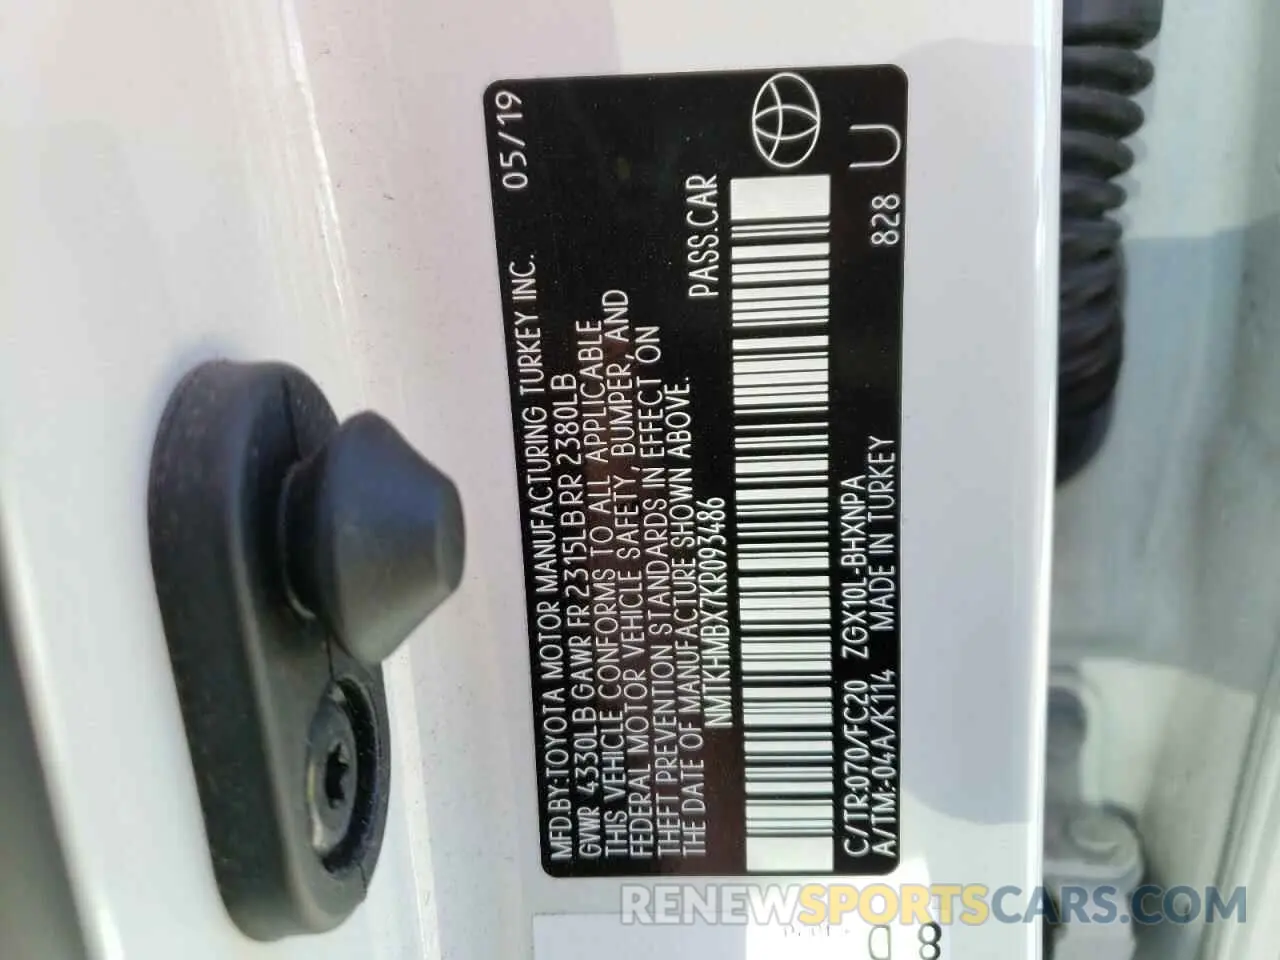 MFD.BY:TOYOTA MOTOR MANUFACTURING TURKEY INC. 05/19
GVWR 4330LB GAWR FR 2315LB RR 2380LB
THIS VEHICLE CONFORMS TO ALL APPLICABLE
FEDERAL MOTOR VEHICLE SAFETY, BUMPER, AND
THEFT PREVENTION STANDARDS IN EFFECT ON
THE DATE OF MANUFACTURE SHOWN ABOVE.
NMTKHMBX7KR093486 PASS.CAR
C/TR:070/FC20 ZGX10L-BHXNPA
A/TM:-04A/K114 MADE IN TURKEY 828 U
8
RENEWSPORTSCARS.COM